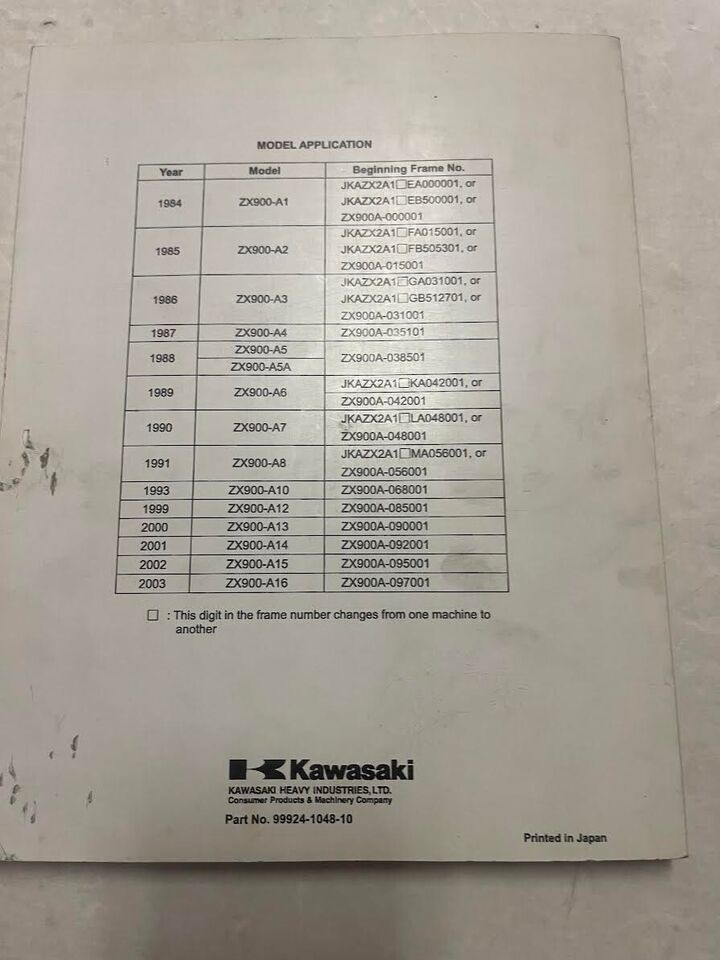 MODEL APPLICATION
Year Model Beginning Frame No.
1984 ZX900-A1 JKAZX2A1□EA000001, or
JKAZX2A1□EB500001, or
ZX900A-000001
1985 ZX900-A2 JKAZX2A1□FA015001, or
JKAZX2A1□FB505301, or
ZX900A-015001
1986 ZX900-A3 JKAZX2A1□GA031001, or
JKAZX2A1□GB512701, or
ZX900A-031001
1987 ZX900-A4 ZX900A-035101
1988 ZX900-A5 ZX900A-038501
ZX900-A5A
1989 ZX900-A6 JKAZX2A1□KA042001, or
ZX900A-042001
1990 ZX900-A7 JKAZX2A1□LA048001, or
ZX900A-048001
1991 ZX900-A8 JKAZX2A1□MA056001, or
ZX900A-056001
1993 ZX900-A10 ZX900A-068001
1999 ZX900-A12 ZX900A-085001
2000 ZX900-A13 ZX900A-090001
2001 ZX900-A14 ZX900A-092001
2002 ZX900-A15 ZX900A-095001
2003 ZX900-A16 ZX900A-097001
□ : This digit in the frame number changes from one machine to
another
Kawasaki
KAWASAKI HEAVY INDUSTRIES, LTD.
Consumer Products & Machinery Company
Part No. 99924-1048-10
Printed in Japan